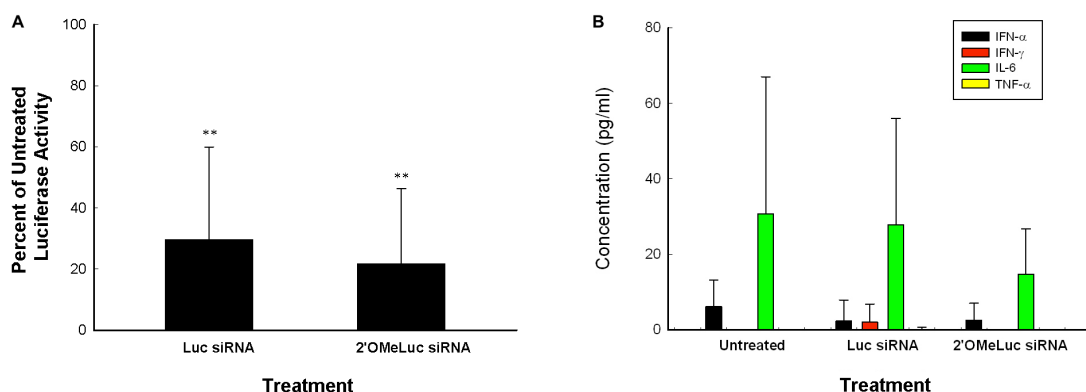 A
Percent of Untreated
Luciferase Activity
100
80
60
40
20
0
**
**
Luc siRNA
2'OMeLuc siRNA
Treatment
B
Concentration (pg/ml)
80
60
40
20
0
IFN-α
IFN-γ
IL-6
TNF-α
Untreated
Luc siRNA
2'OMeLuc siRNA
Treatment